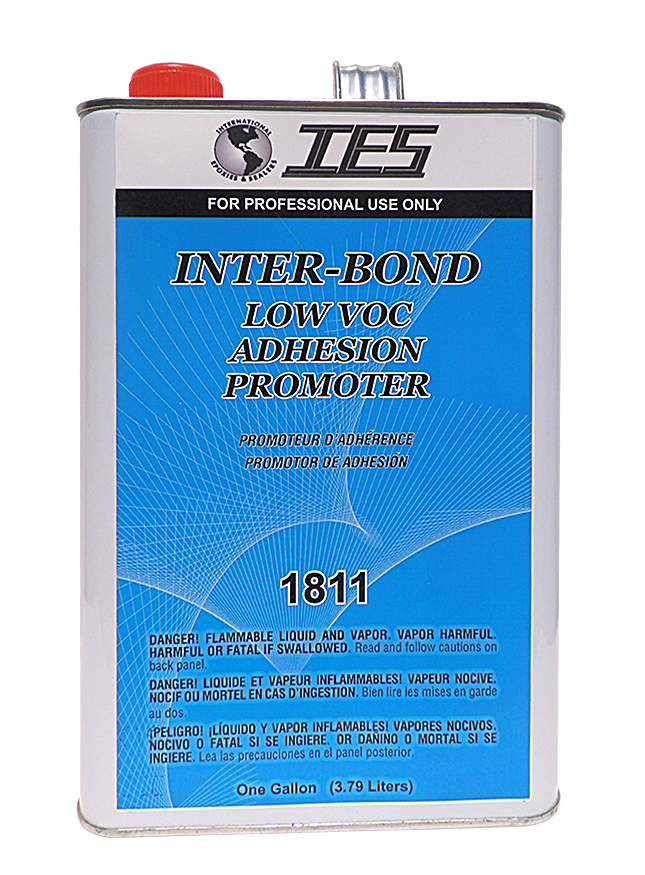 INTERNATIONAL
EPOXIES & SEALERS
IES
FOR PROFESSIONAL USE ONLY
INTER-BOND
LOW VOC
ADHESION
PROMOTER
PROMOTEUR D'ADHÉRENCE
PROMOTOR DE ADHESIÓN
1811
DANGER! FLAMMABLE LIQUID AND VAPOR. VAPOR HARMFUL.
HARMFUL OR FATAL IF SWALLOWED. Read and follow cautions on
back panel.
DANGER! LIQUIDE ET VAPEUR INFLAMMABLES! VAPEUR NOCIVE.
NOCIF OU MORTEL EN CAS D'INGESTION. Bien lire les mises en garde
au dos.
¡PELIGRO! ¡LÍQUIDO Y VAPOR INFLAMABLES! VAPORES NOCIVOS.
NOCIVO O FATAL SI SE INGIERE. OR DAÑINO O MORTAL SI SE
INGIERE. Lea las precauciones en el panel posterior.
One Gallon (3.79 Liters)